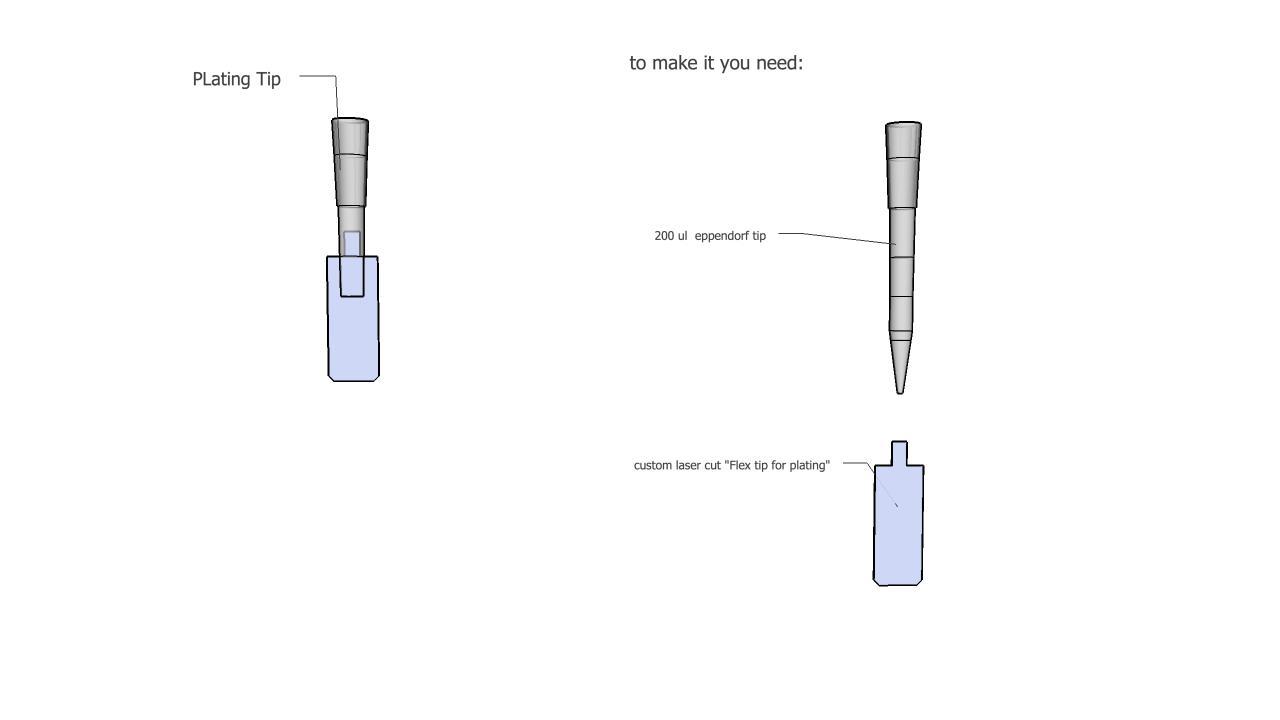 PLating Tip
to make it you need:
200 ul  eppendorf tip
custom laser cut "Flex tip for plating"